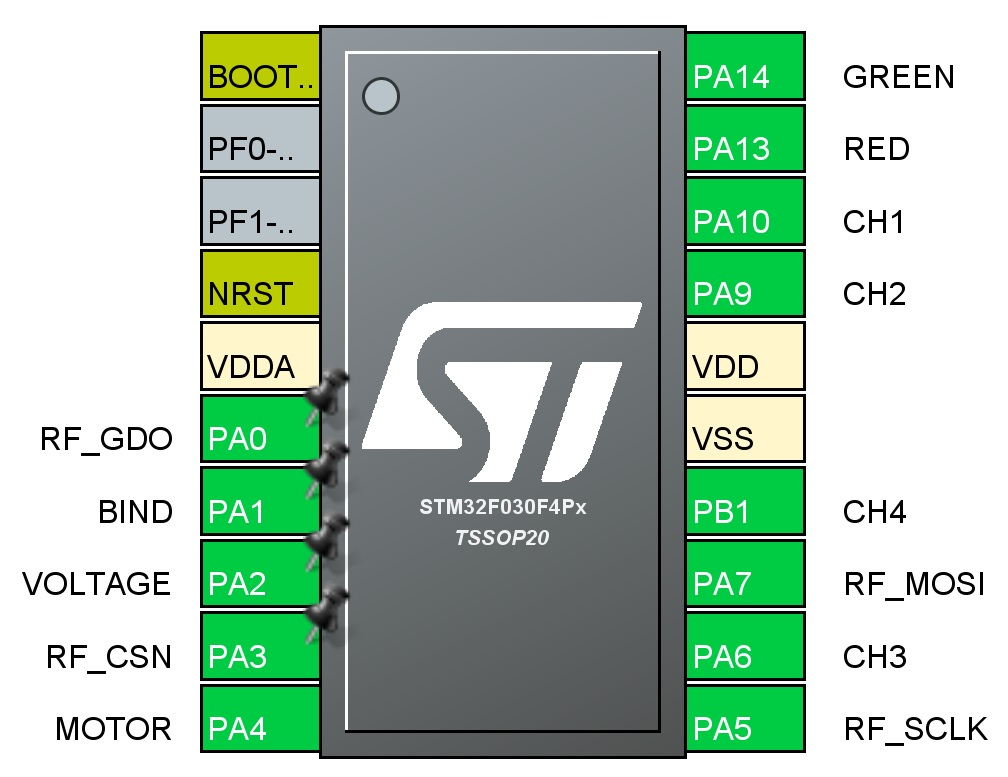 BOOT.. PA14 GREEN
PF0-.. PA13 RED
PF1-.. PA10 CH1
NRST PA9 CH2
VDDA VDD
RF_GDO PA0 VSS
STM32F030F4Px
BIND PA1 PB1 CH4
TSSOP20
VOLTAGE PA2 PA7 RF_MOSI
RF_CSN PA3 PA6 CH3
MOTOR PA4 PA5 RF_SCLK